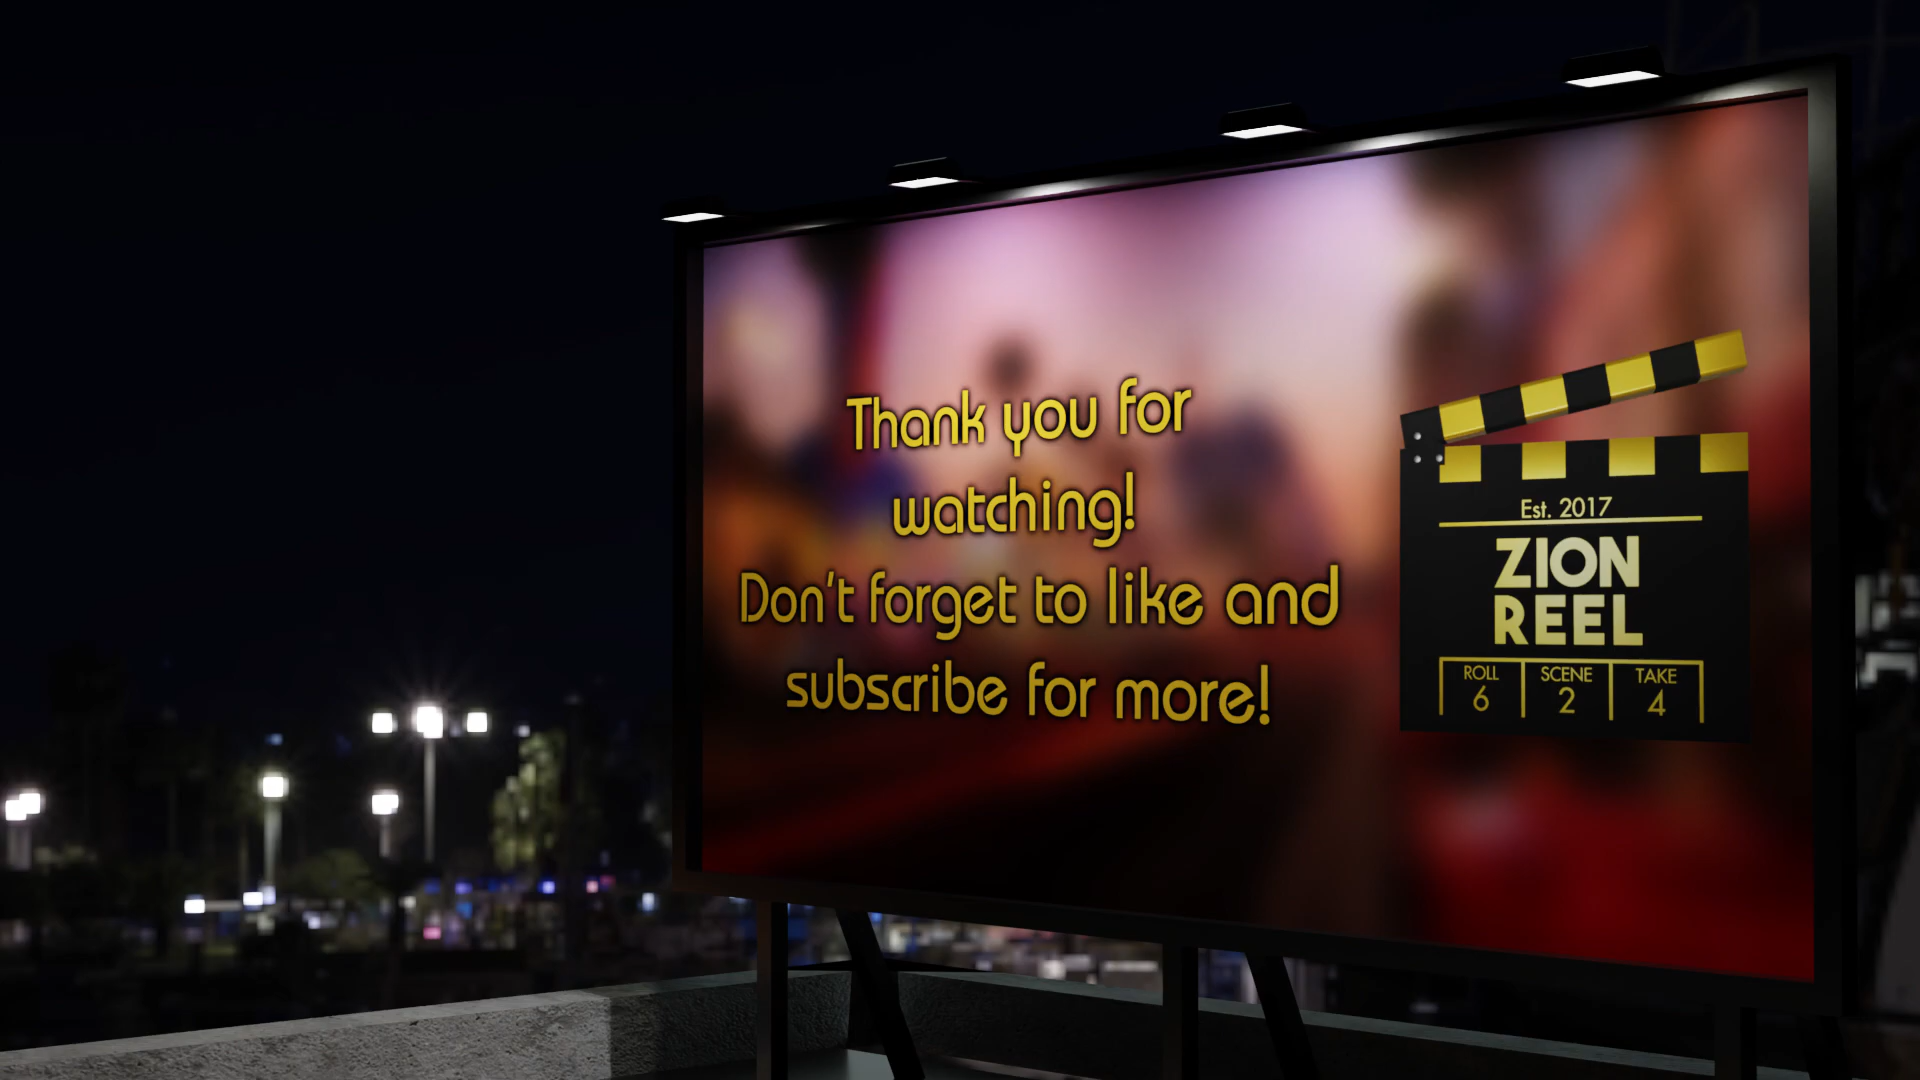 Thank you for
watching!
Don't forget to like and
subscribe for more!
Est. 2017
ZION
REEL
ROLL SCENE TAKE
6 2 4